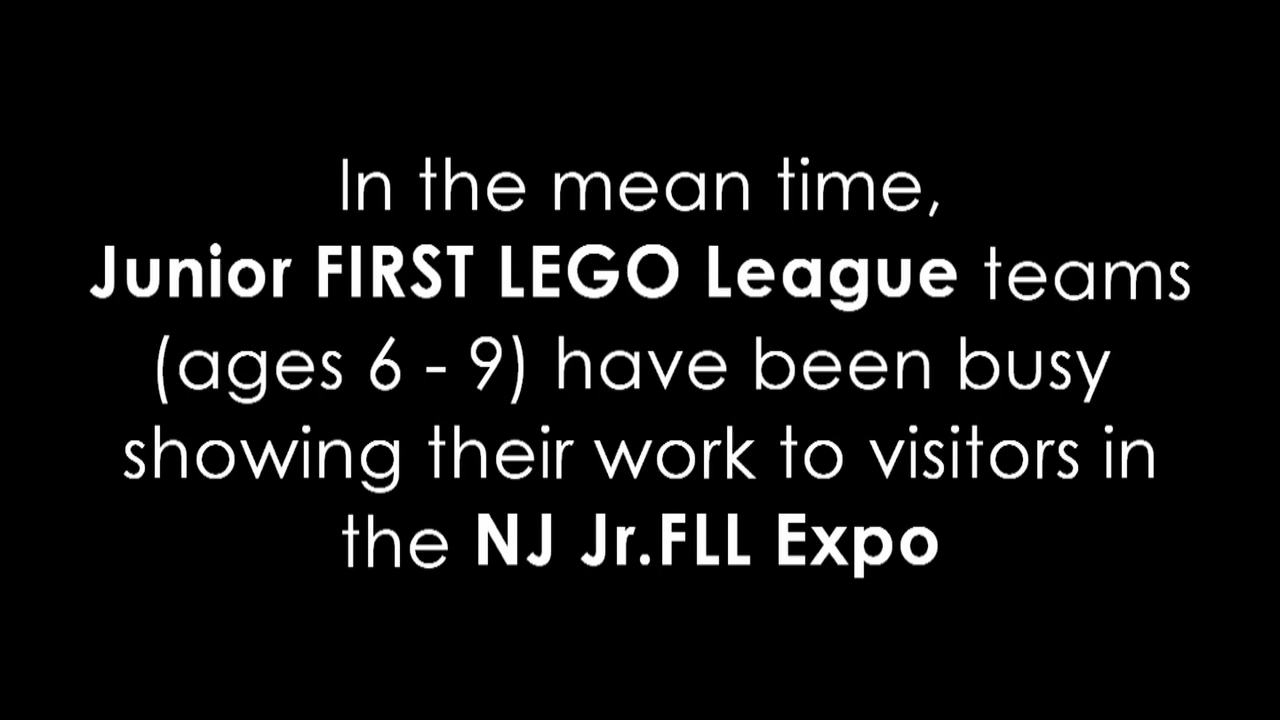 In the mean time,
Junior FIRST LEGO League teams
(ages 6 - 9) have been busy
showing their work to visitors in
the NJ Jr.FLL Expo